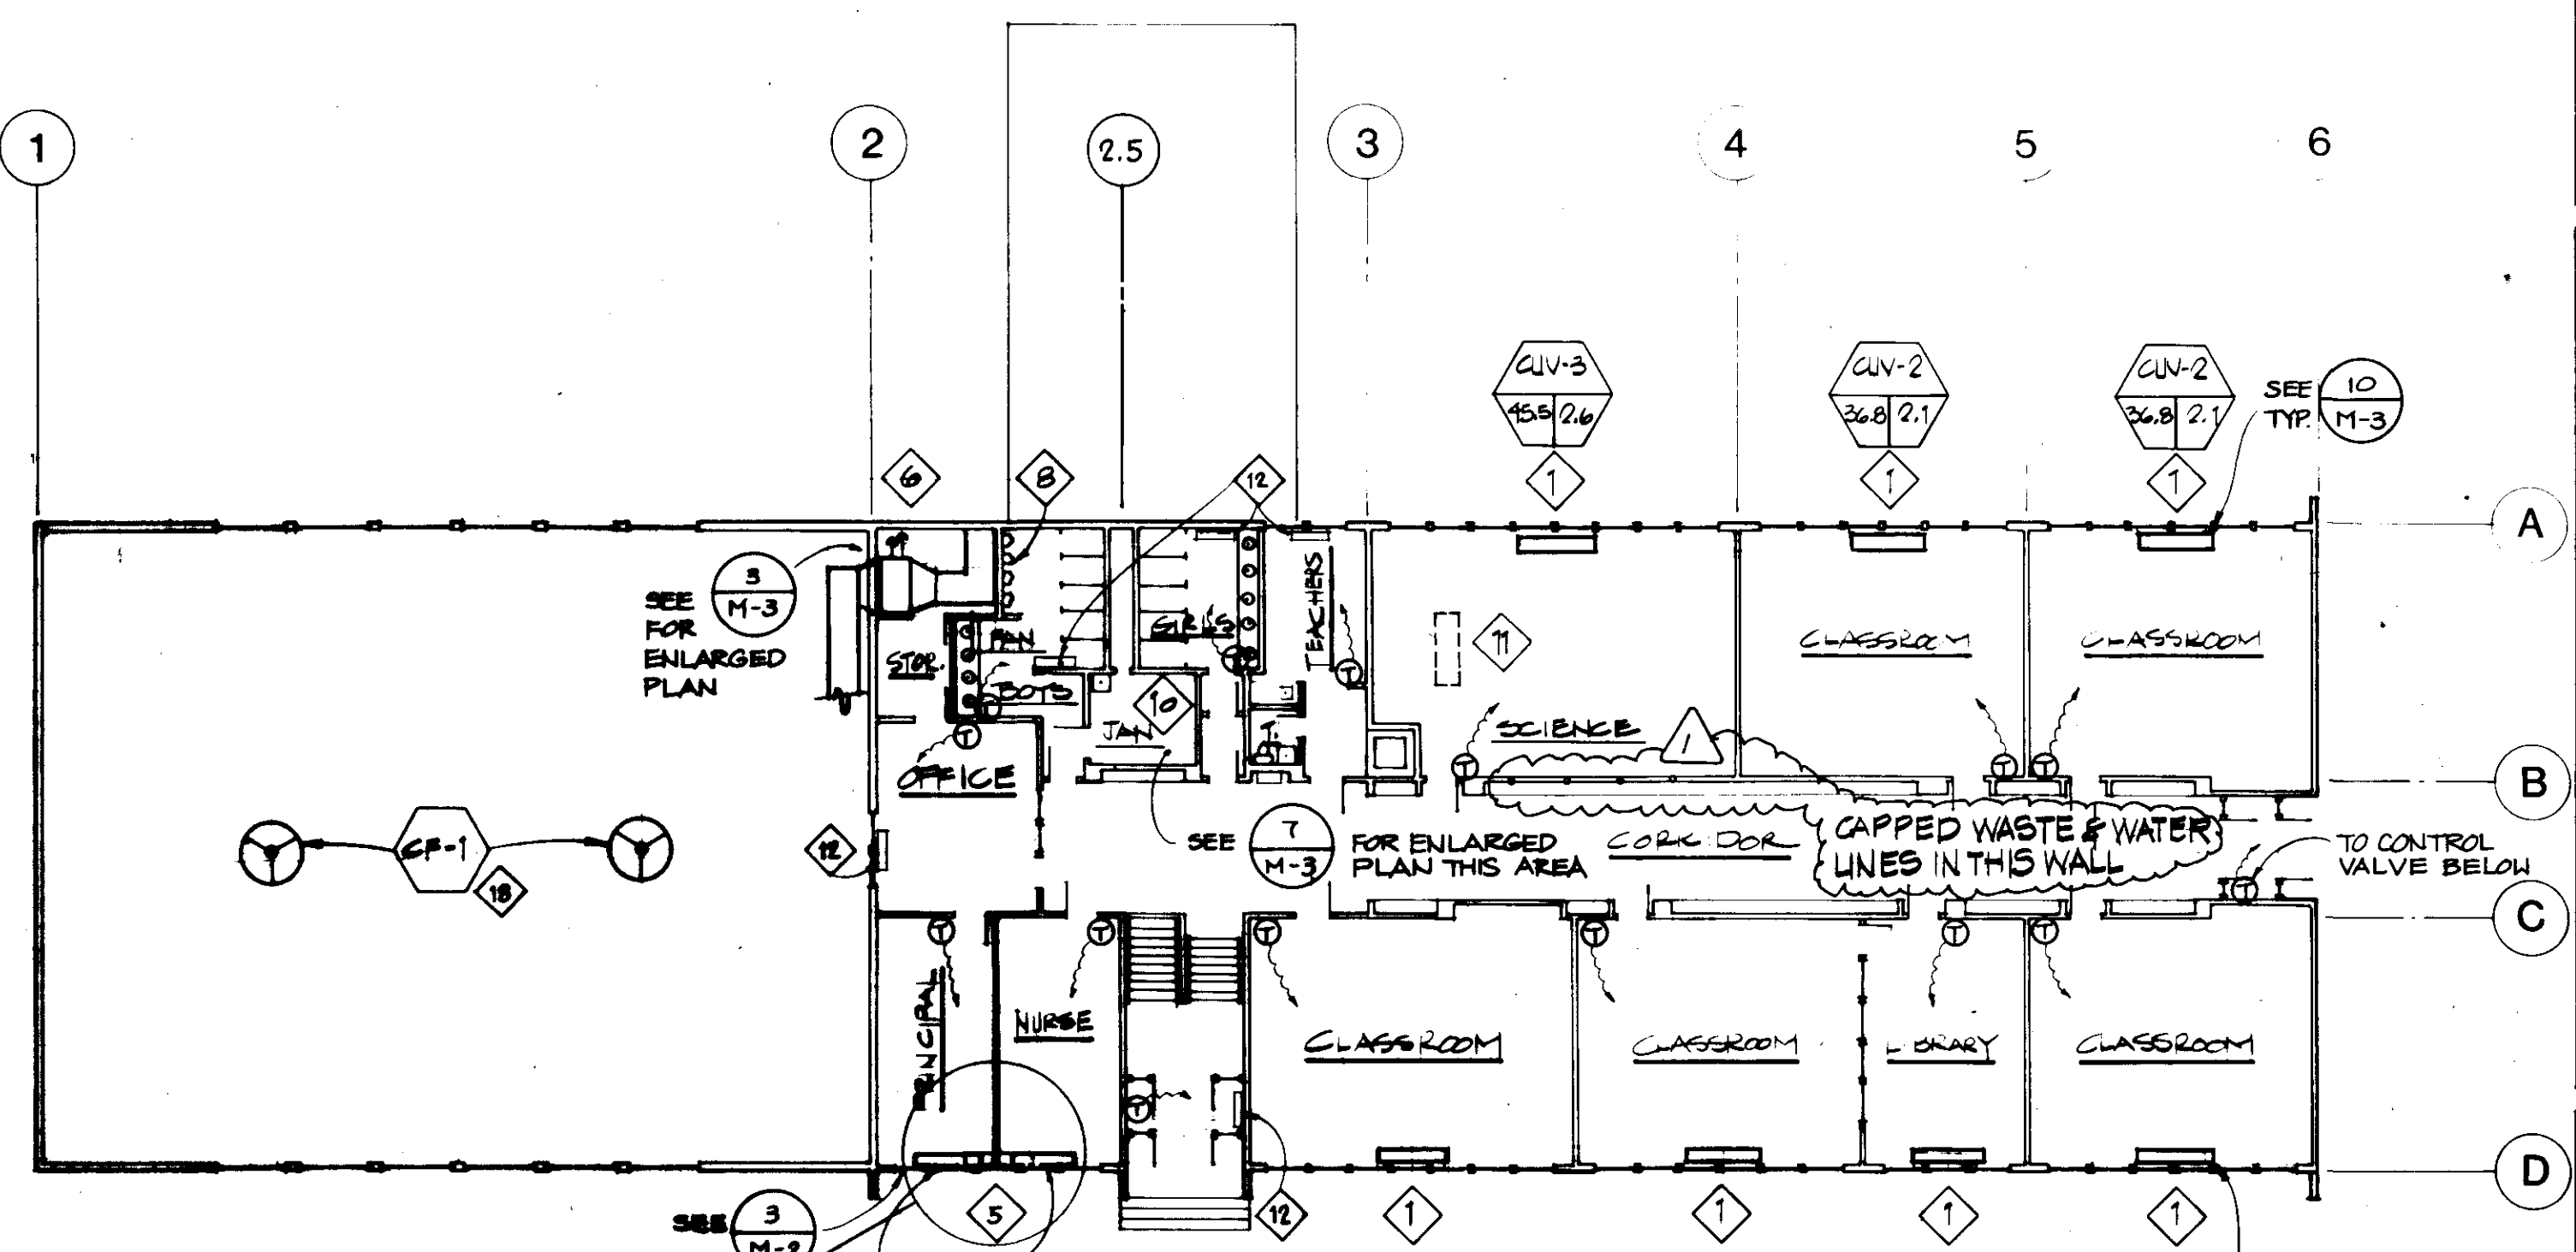 1
2
2.5
3
4
5
6
CUV-3
45.5 2.6
CUV-2
36.8 2.1
CUV-2
36.8 2.1
SEE
TYP.
10
M-3
6
8
12
1
1
1
A
3
M-3
SEE
FOR
ENLARGED
PLAN
STOR.
FAN
BOYS
GIRLS
TEACHERS
11
CLASSROOM
CLASSROOM
10
JAN
T.
SCIENCE
1
T
T
T
T
T
OFFICE
B
CF-1
18
12
SEE
7
M-3
FOR ENLARGED
PLAN THIS AREA
CORRIDOR
CAPPED WASTE & WATER
LINES IN THIS WALL
TO CONTROL
VALVE BELOW
T
C
T
T
T
T
T
T
PRINCIPAL
NURSE
CLASSROOM
CLASSROOM
LIBRARY
CLASSROOM
T
D
SEE
3
M-2
5
12
1
1
1
1